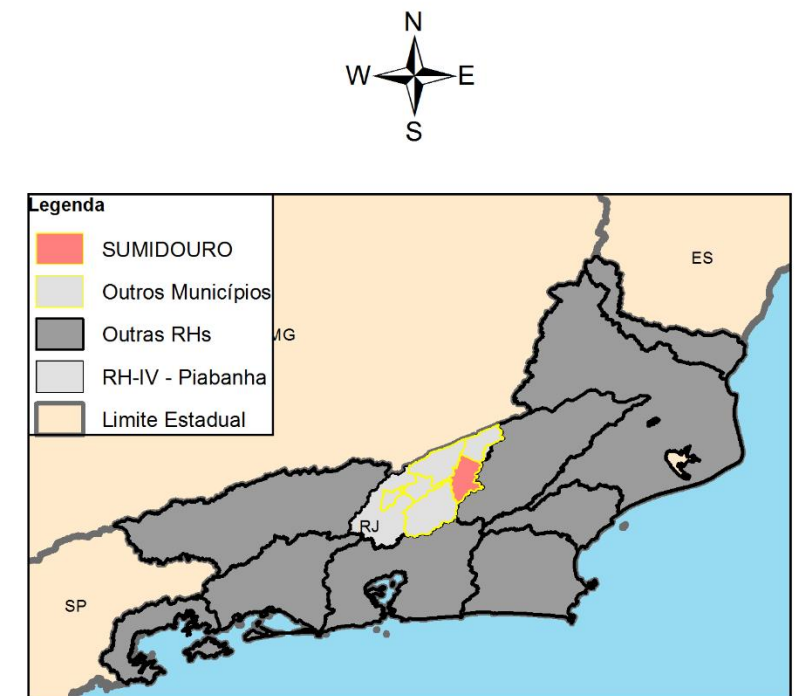 N
W E
S
Legenda
SUMIDOURO
Outros Municípios
Outras RHs
RH-IV - Piabanha
Limite Estadual
ES
MG
RJ
SP